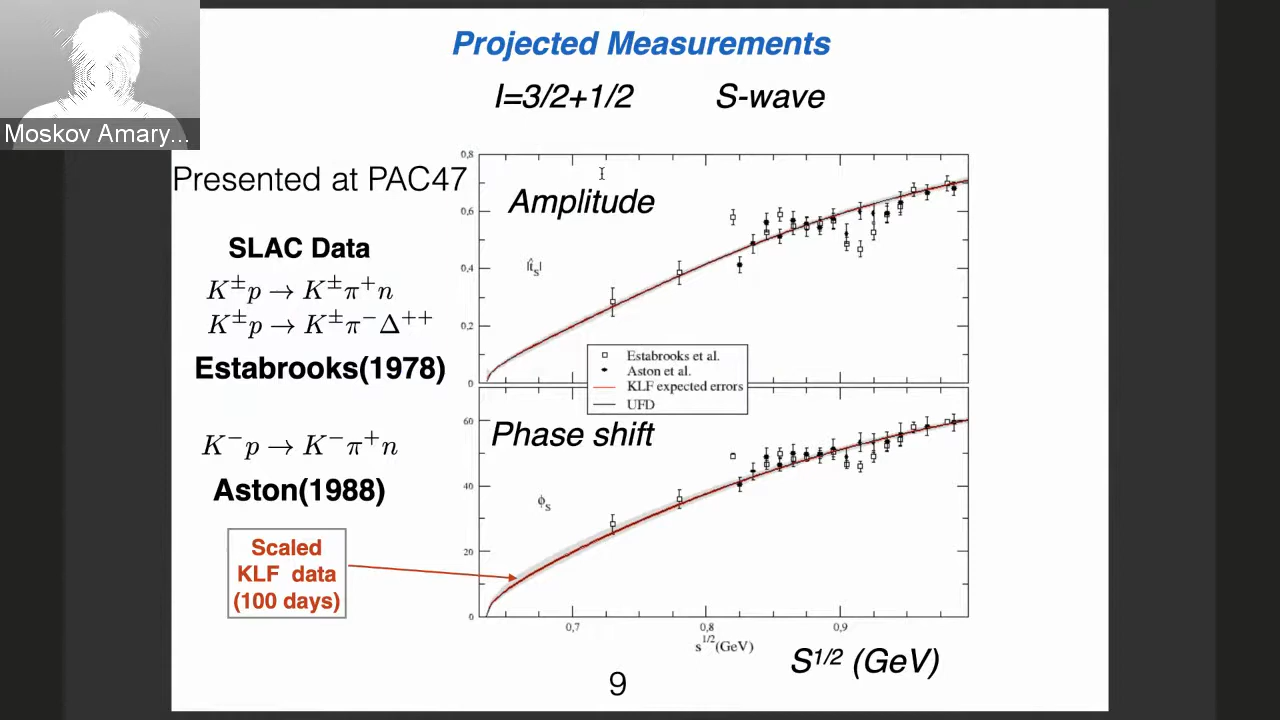 Projected Measurements
I=3/2+1/2 S-wave
Moskov Amary...
Presented at PAC47
SLAC Data
K± p → K± π+ n
K± p → K± π− Δ++
Estabrooks(1978)
K− p → K− π+ n
Aston(1988)
Scaled
KLF data
(100 days)
0,8
0,6
0,4
0,2
0
Amplitude
|t̂s|
Estabrooks et al.
Aston et al.
KLF expected errors
UFD
Phase shift
60
40
20
0
ϕs
0,7 0,8 0,9
s1/2(GeV)
S1/2 (GeV)
9